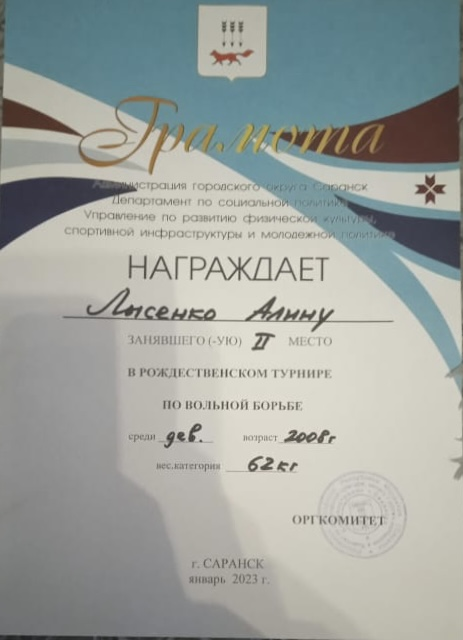 Грамота
Администрация городского округа Саранск
Департамент по социальной политике
Управление по развитию физической культуры,
спортивной инфраструктуры и молодежной политики
НАГРАЖДАЕТ
Лысенко Алину
ЗАНЯВШЕГО (-УЮ) II МЕСТО
В РОЖДЕСТВЕНСКОМ ТУРНИРЕ
ПО ВОЛЬНОЙ БОРЬБЕ
среди дев. возраст 2008г
вес.категория 62кг
ОРГКОМИТЕТ
г. САРАНСК
январь 2023 г.